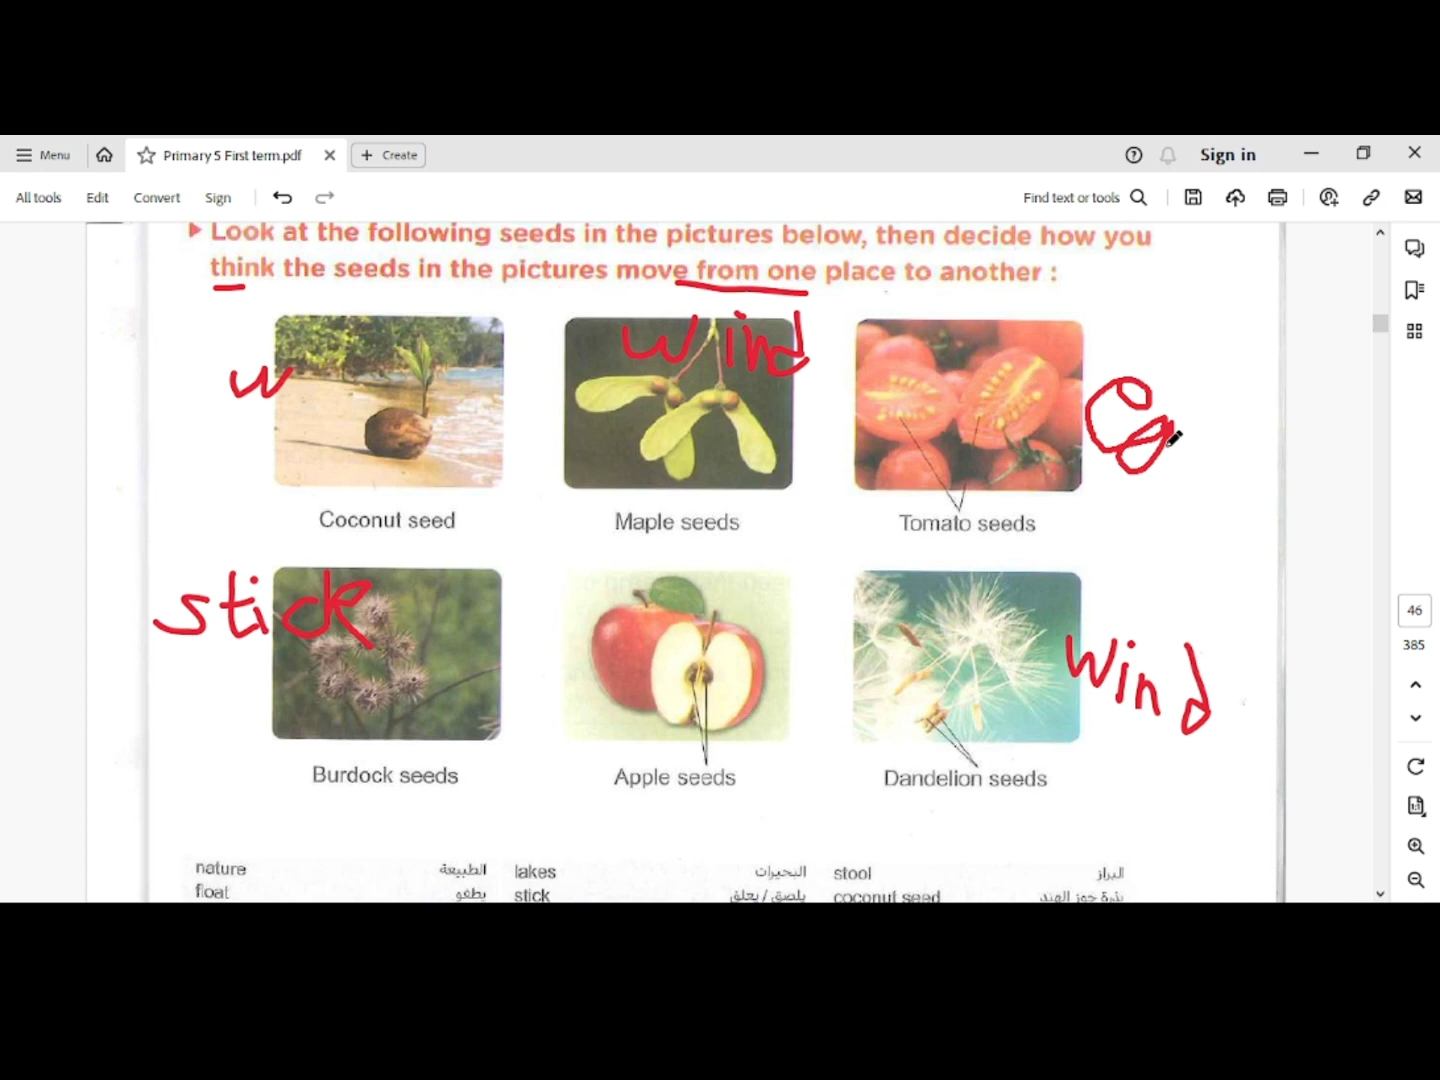 Menu
Primary 5 First term.pdf
Create
Sign in
All tools Edit Convert Sign
Find text or tools
Look at the following seeds in the pictures below, then decide how you
think the seeds in the pictures move from one place to another :
w
wind
Coconut seed
Maple seeds
Tomato seeds
stick
wind
Burdock seeds
Apple seeds
Dandelion seeds
nature الطبيعة lakes البحيرات stool البراز
float يطفو stick يلصق / يعلق coconut seed بذرة جوز الهند
46
385